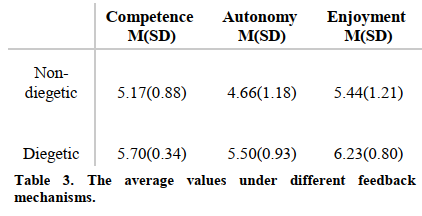 Competence Autonomy Enjoyment
M(SD) M(SD) M(SD)
Non-
diegetic 5.17(0.88) 4.66(1.18) 5.44(1.21)
Diegetic 5.70(0.34) 5.50(0.93) 6.23(0.80)
Table 3. The average values under different feedback
mechanisms.